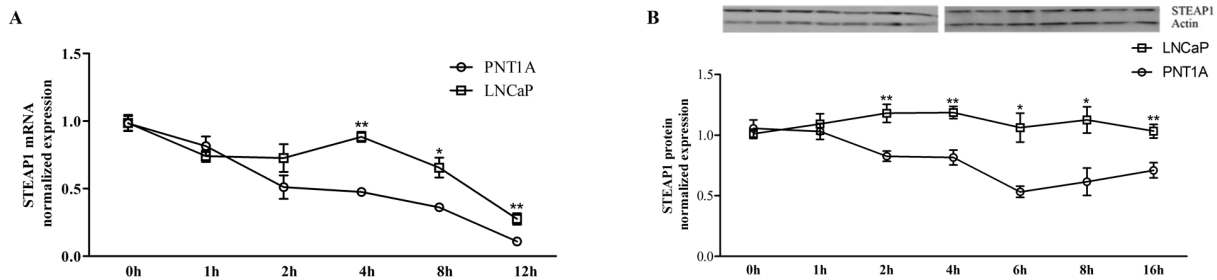 A
STEAP1 mRNA
normalized expression
1.5
1.0
0.5
0.0
PNT1A
LNCaP
**
*
**
0h 1h 2h 4h 8h 12h
B
STEAP1
Actin
LNCaP
PNT1A
STEAP1 protein
normalized expression
1.5
1.0
0.5
0.0
** ** * * **
0h 1h 2h 4h 6h 8h 16h